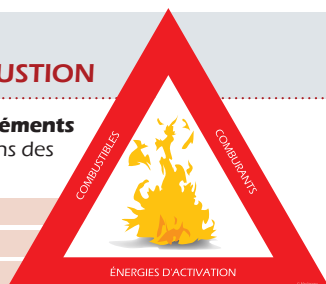 USTION
éments
ns des
COMBUSTIBLES
COMBURANTS
ÉNERGIES D'ACTIVATION